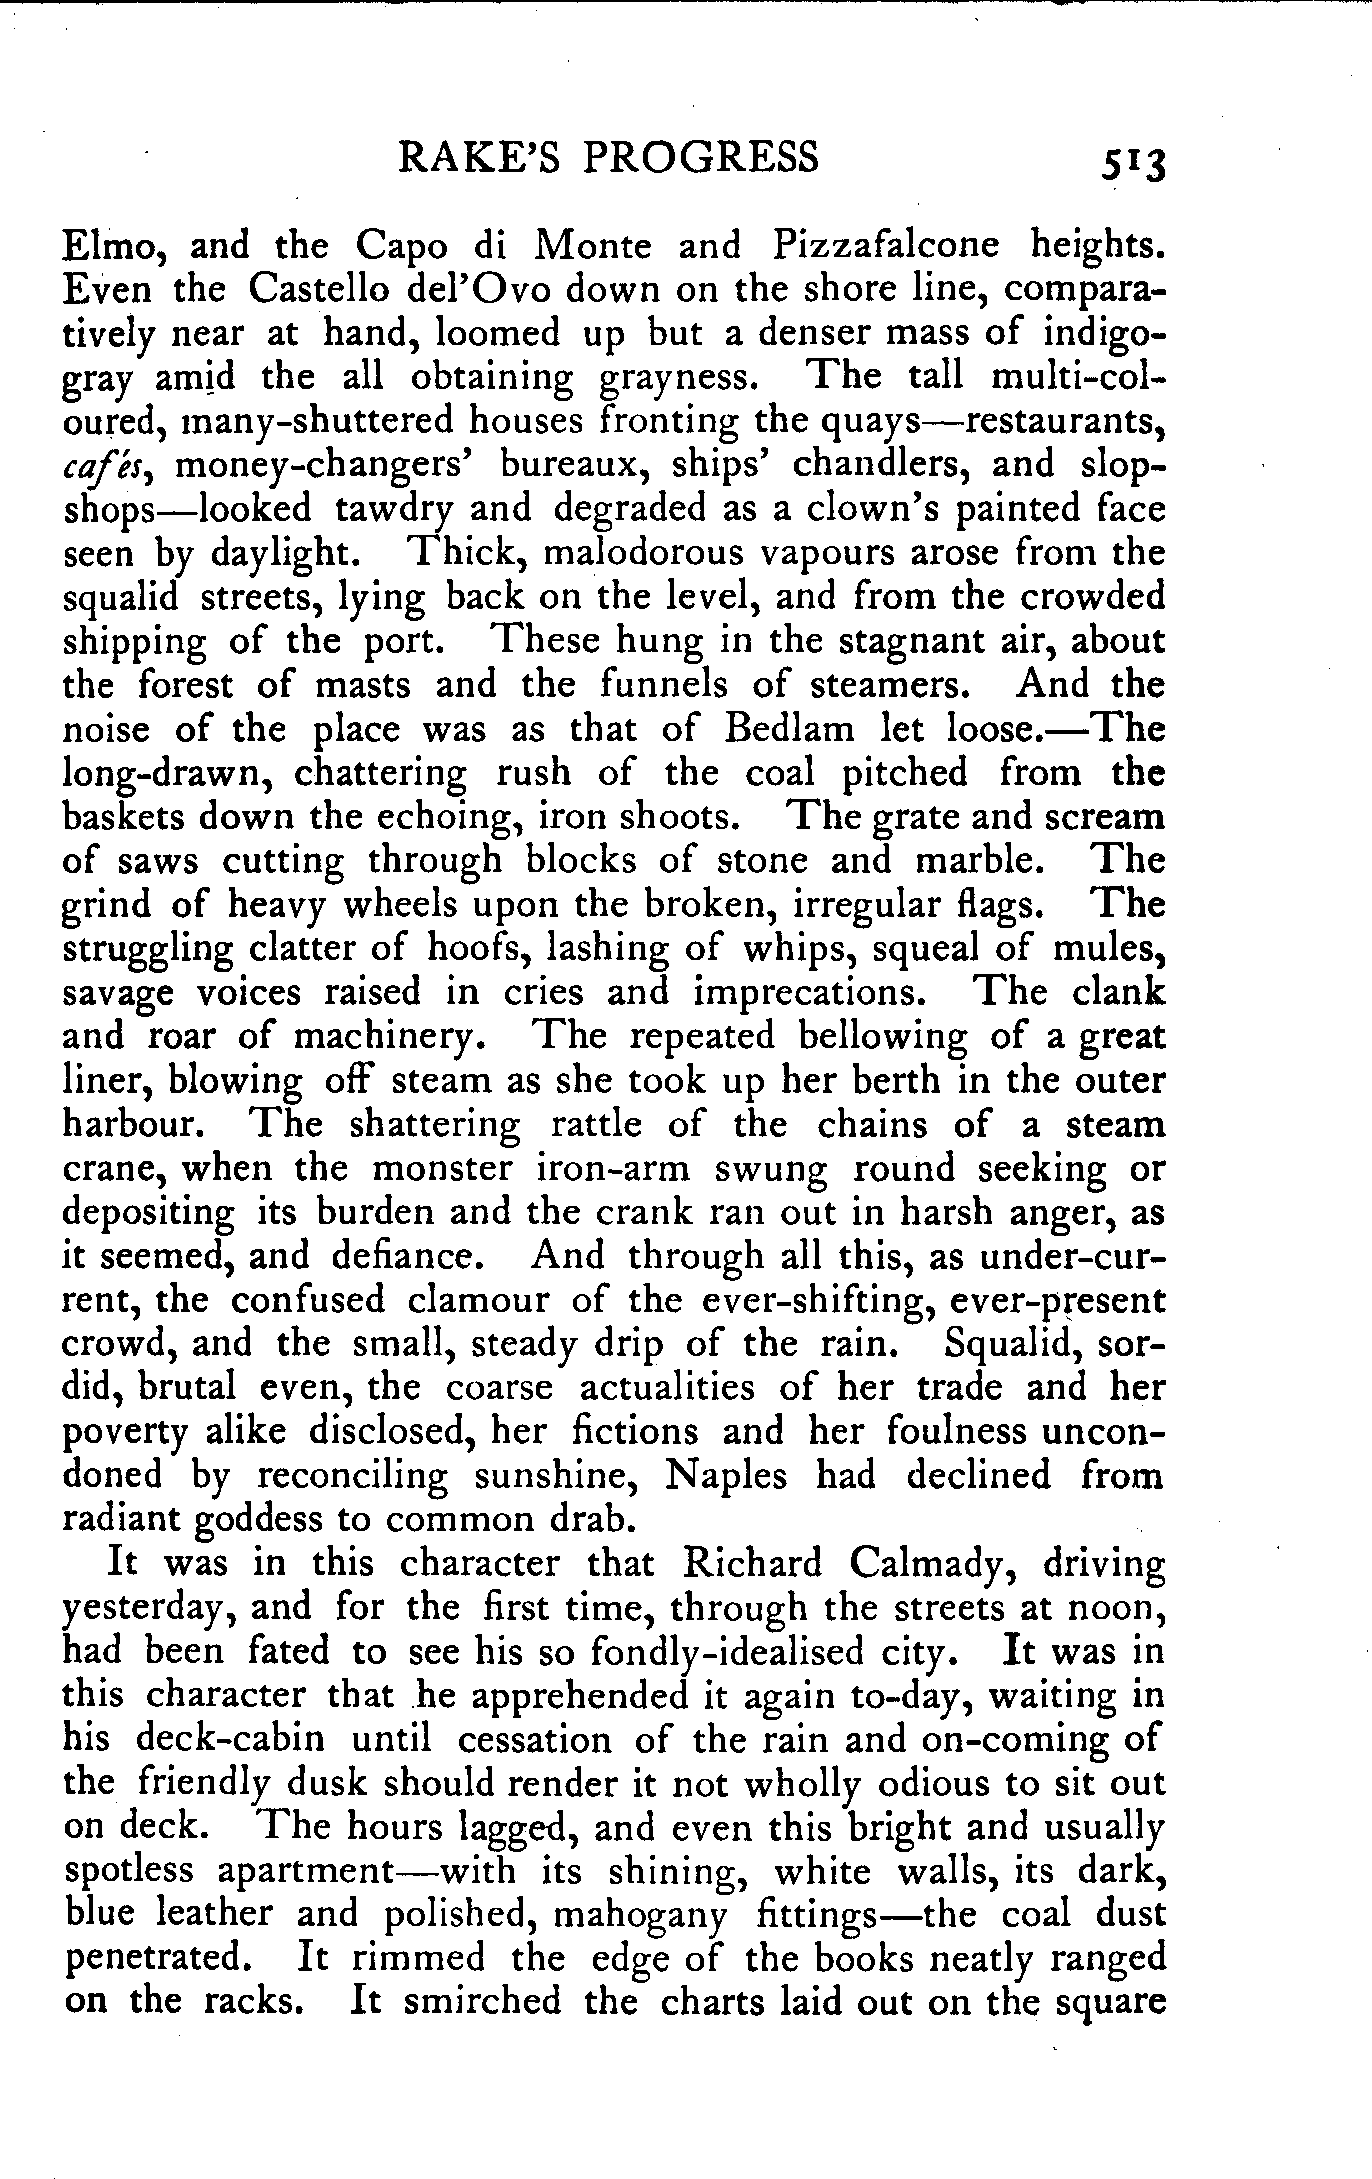 RAKE'S PROGRESS 513
Elmo, and the Capo di Monte and Pizzafalcone heights.
Even the Castello del'Ovo down on the shore line, compara-
tively near at hand, loomed up but a denser mass of indigo-
gray amid the all obtaining grayness. The tall multi-col-
oured, many-shuttered houses fronting the quays—restaurants,
cafés, money-changers' bureaux, ships' chandlers, and slop-
shops—looked tawdry and degraded as a clown's painted face
seen by daylight. Thick, malodorous vapours arose from the
squalid streets, lying back on the level, and from the crowded
shipping of the port. These hung in the stagnant air, about
the forest of masts and the funnels of steamers. And the
noise of the place was as that of Bedlam let loose.—The
long-drawn, chattering rush of the coal pitched from the
baskets down the echoing, iron shoots. The grate and scream
of saws cutting through blocks of stone and marble. The
grind of heavy wheels upon the broken, irregular flags. The
struggling clatter of hoofs, lashing of whips, squeal of mules,
savage voices raised in cries and imprecations. The clank
and roar of machinery. The repeated bellowing of a great
liner, blowing off steam as she took up her berth in the outer
harbour. The shattering rattle of the chains of a steam
crane, when the monster iron-arm swung round seeking or
depositing its burden and the crank ran out in harsh anger, as
it seemed, and defiance. And through all this, as under-cur-
rent, the confused clamour of the ever-shifting, ever-present
crowd, and the small, steady drip of the rain. Squalid, sor-
did, brutal even, the coarse actualities of her trade and her
poverty alike disclosed, her fictions and her foulness uncon-
doned by reconciling sunshine, Naples had declined from
radiant goddess to common drab.
It was in this character that Richard Calmady, driving
yesterday, and for the first time, through the streets at noon,
had been fated to see his so fondly-idealised city. It was in
this character that he apprehended it again to-day, waiting in
his deck-cabin until cessation of the rain and on-coming of
the friendly dusk should render it not wholly odious to sit out
on deck. The hours lagged, and even this bright and usually
spotless apartment—with its shining, white walls, its dark,
blue leather and polished, mahogany fittings—the coal dust
penetrated. It rimmed the edge of the books neatly ranged
on the racks. It smirched the charts laid out on the square